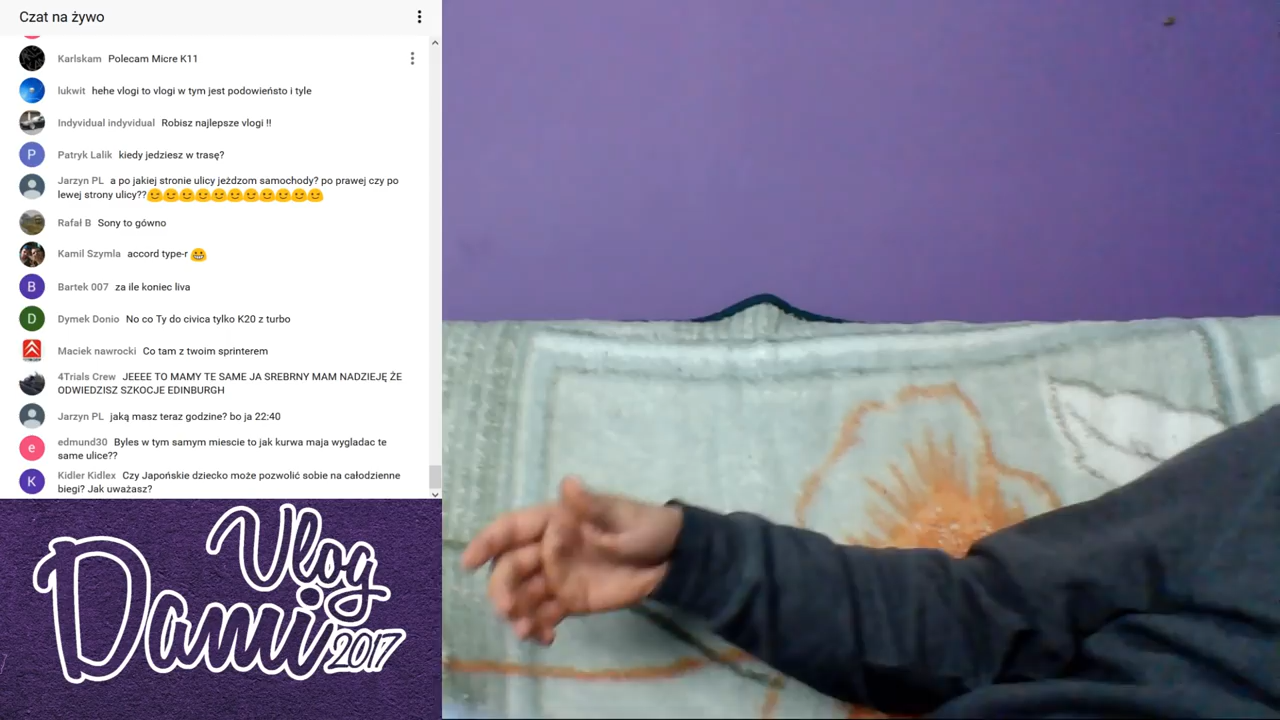 Czat na żywo
Karlskam Polecam Micre K11
lukwit hehe vlogi to vlogi w tym jest podowieństo i tyle
Indyvidual indyvidual Robisz najlepsze vlogi !!
P Patryk Lalik kiedy jedziesz w trasę?
Jarzyn PL a po jakiej stronie ulicy jeżdzom samochody? po prawej czy po
lewej strony ulicy??😏😏😏😏😏😏😏😏😏😏😏
Rafał B Sony to gówno
Kamil Szymla accord type-r 😁
B Bartek 007 za ile koniec liva
D Dymek Donio No co Ty do civica tylko K20 z turbo
Maciek nawrocki Co tam z twoim sprinterem
4Trials Crew JEEEE TO MAMY TE SAME JA SREBRNY MAM NADZIEJĘ ŻE
ODWIEDZISZ SZKOCJE EDINBURGH
Jarzyn PL jaką masz teraz godzine? bo ja 22:40
e edmund30 Byles w tym samym miescie to jak kurwa maja wygladac te
same ulice??
K Kidler Kidlex Czy Japońskie dziecko może pozwolić sobie na całodzienne
biegi? Jak uważasz?
Vlog
Dami
2017